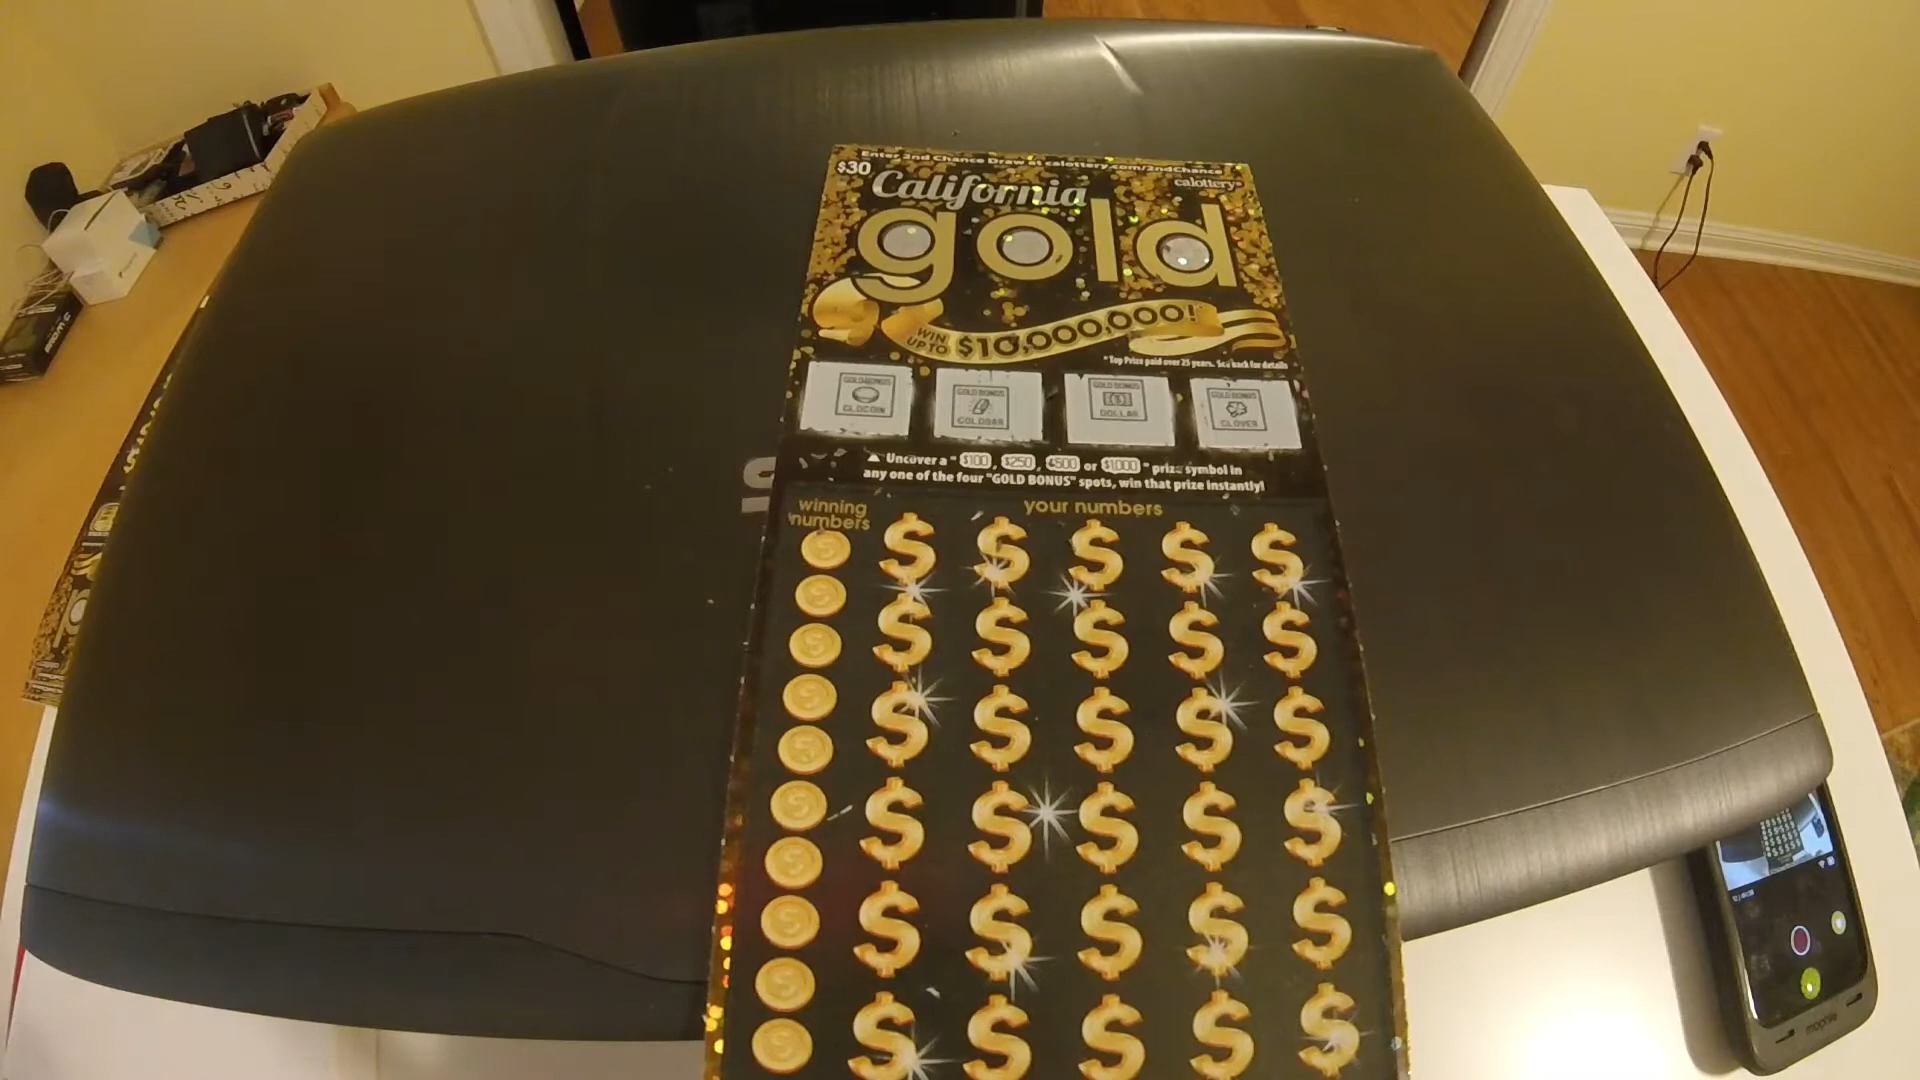 Enter 2nd Chance Draw at calottery.com/2ndChance
$30
California
calottery
gold
WIN UP TO $10,000,000!*
*Top Prize paid over 25 years. See back for details
GOLD BONUS
GLDCOIN
GOLD BONUS
GOLDBAR
GOLD BONUS
DOLLAR
GOLD BONUS
CLOVER
▲ Uncover a "$100, $250, $500 or $1000" prize symbol in
any one of the four "GOLD BONUS" spots, win that prize instantly!
winning
numbers
your numbers
mophie